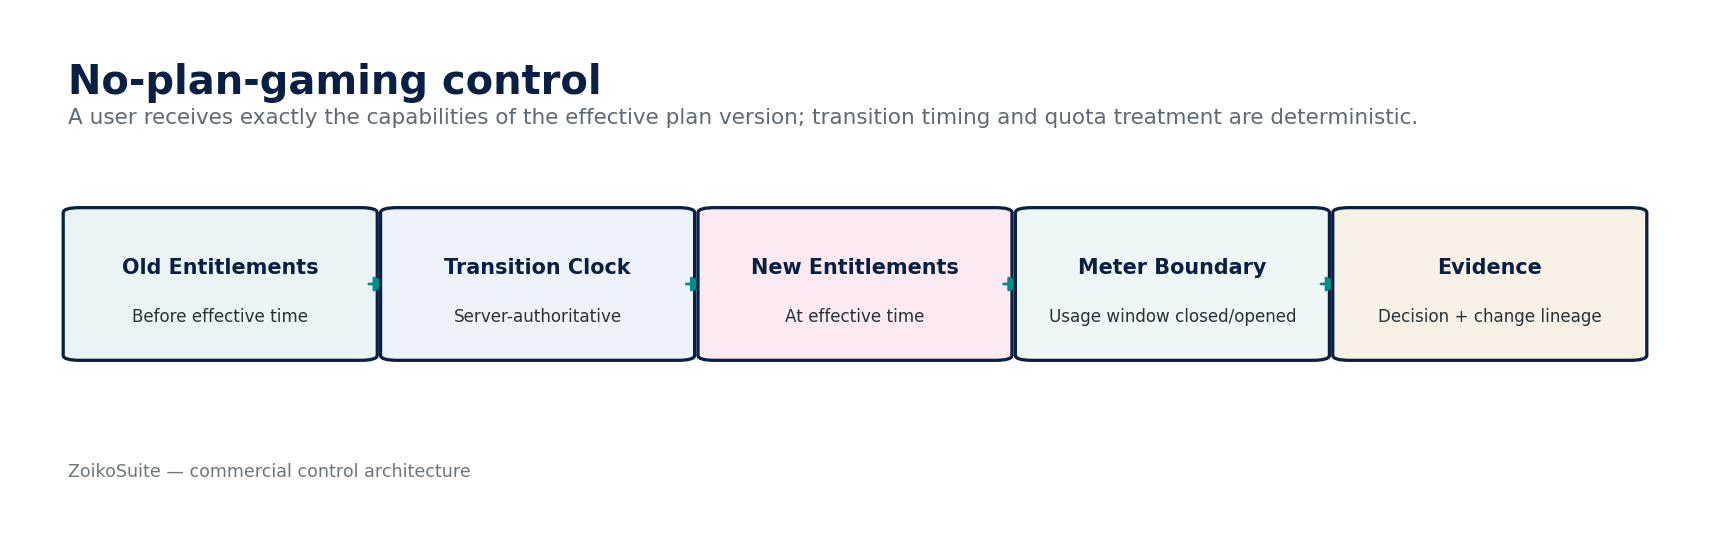 No-plan-gaming control
A user receives exactly the capabilities of the effective plan version; transition timing and quota treatment are deterministic.
Old Entitlements
Before effective time
Transition Clock
Server-authoritative
New Entitlements
At effective time
Meter Boundary
Usage window closed/opened
Evidence
Decision + change lineage
ZoikoSuite — commercial control architecture